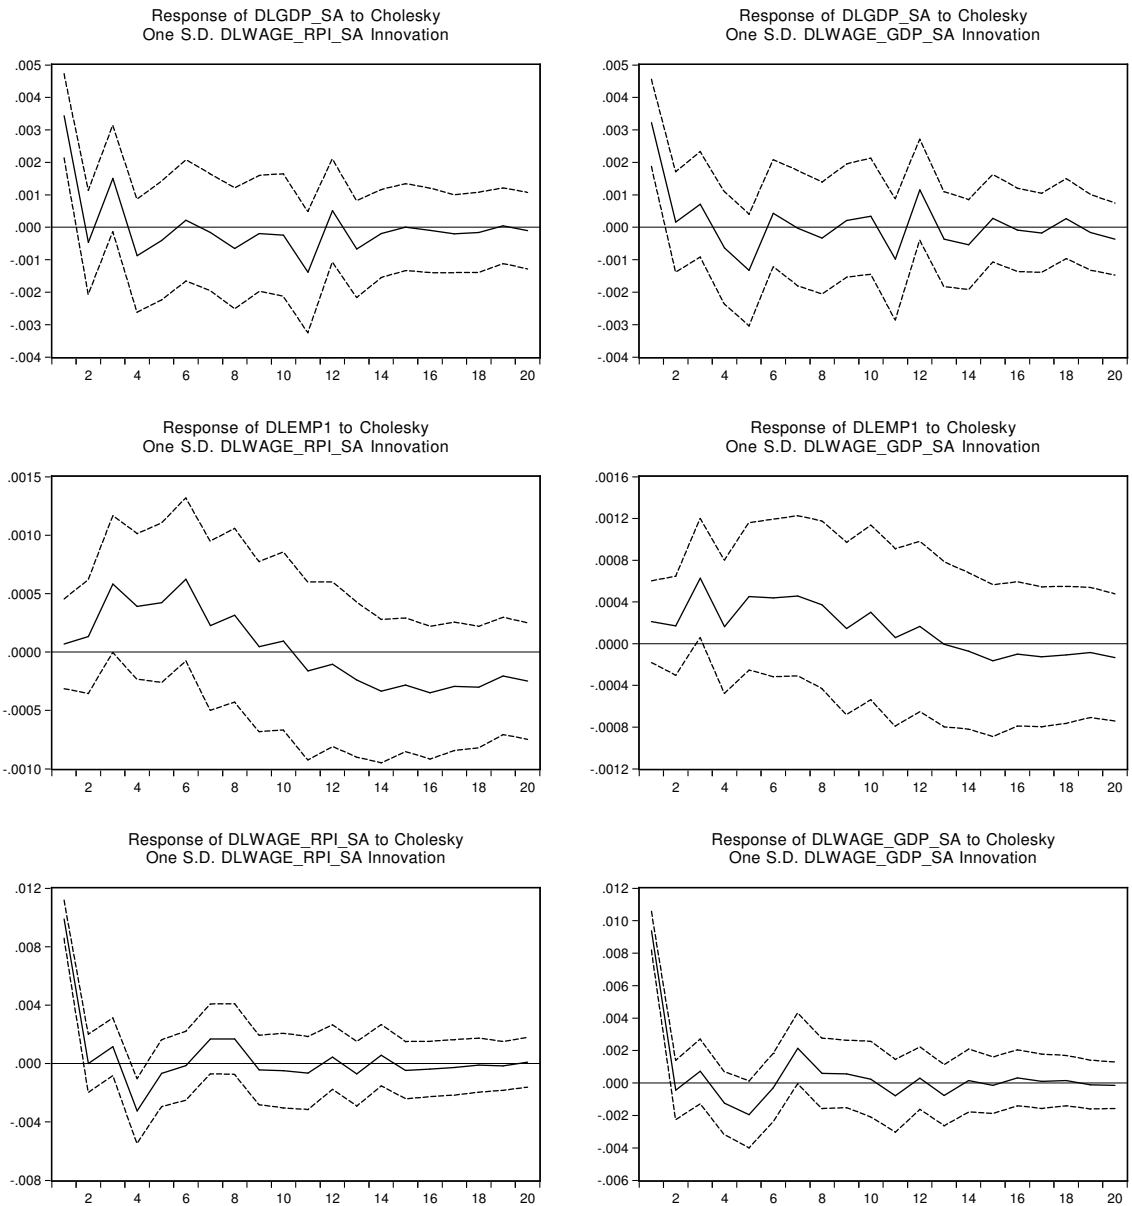 Response of DLGDP_SA to Cholesky
One S.D. DLWAGE_RPI_SA Innovation
.005
.004
.003
.002
.001
.000
-.001
-.002
-.003
-.004
2 4 6 8 10 12 14 16 18 20
Response of DLGDP_SA to Cholesky
One S.D. DLWAGE_GDP_SA Innovation
.005
.004
.003
.002
.001
.000
-.001
-.002
-.003
-.004
2 4 6 8 10 12 14 16 18 20
Response of DLEMP1 to Cholesky
One S.D. DLWAGE_RPI_SA Innovation
.0015
.0010
.0005
.0000
-.0005
-.0010
2 4 6 8 10 12 14 16 18 20
Response of DLEMP1 to Cholesky
One S.D. DLWAGE_GDP_SA Innovation
.0016
.0012
.0008
.0004
.0000
-.0004
-.0008
-.0012
2 4 6 8 10 12 14 16 18 20
Response of DLWAGE_RPI_SA to Cholesky
One S.D. DLWAGE_RPI_SA Innovation
.012
.008
.004
.000
-.004
-.008
2 4 6 8 10 12 14 16 18 20
Response of DLWAGE_GDP_SA to Cholesky
One S.D. DLWAGE_GDP_SA Innovation
.012
.010
.008
.006
.004
.002
.000
-.002
-.004
-.006
2 4 6 8 10 12 14 16 18 20